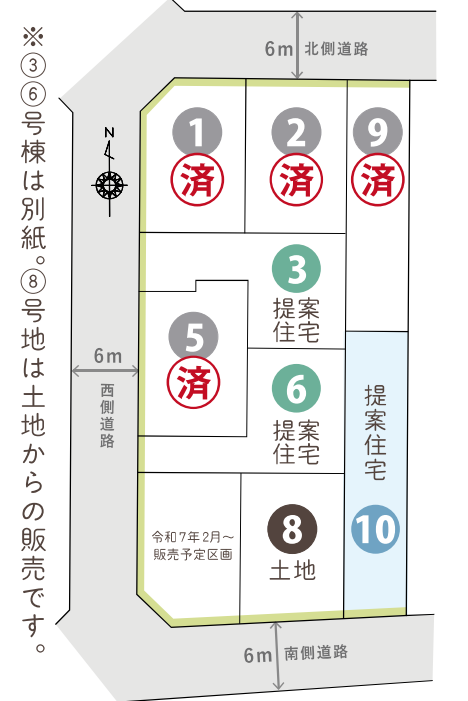 ※③⑥号棟は別紙。⑧号地は土地からの販売です。
6m 北側道路
N
1
済
2
済
9
済
3
提案
住宅
5
済
6m
西側道路
6
提案
住宅
提案住宅
10
令和7年2月〜
販売予定区画
8
土地
6m 南側道路